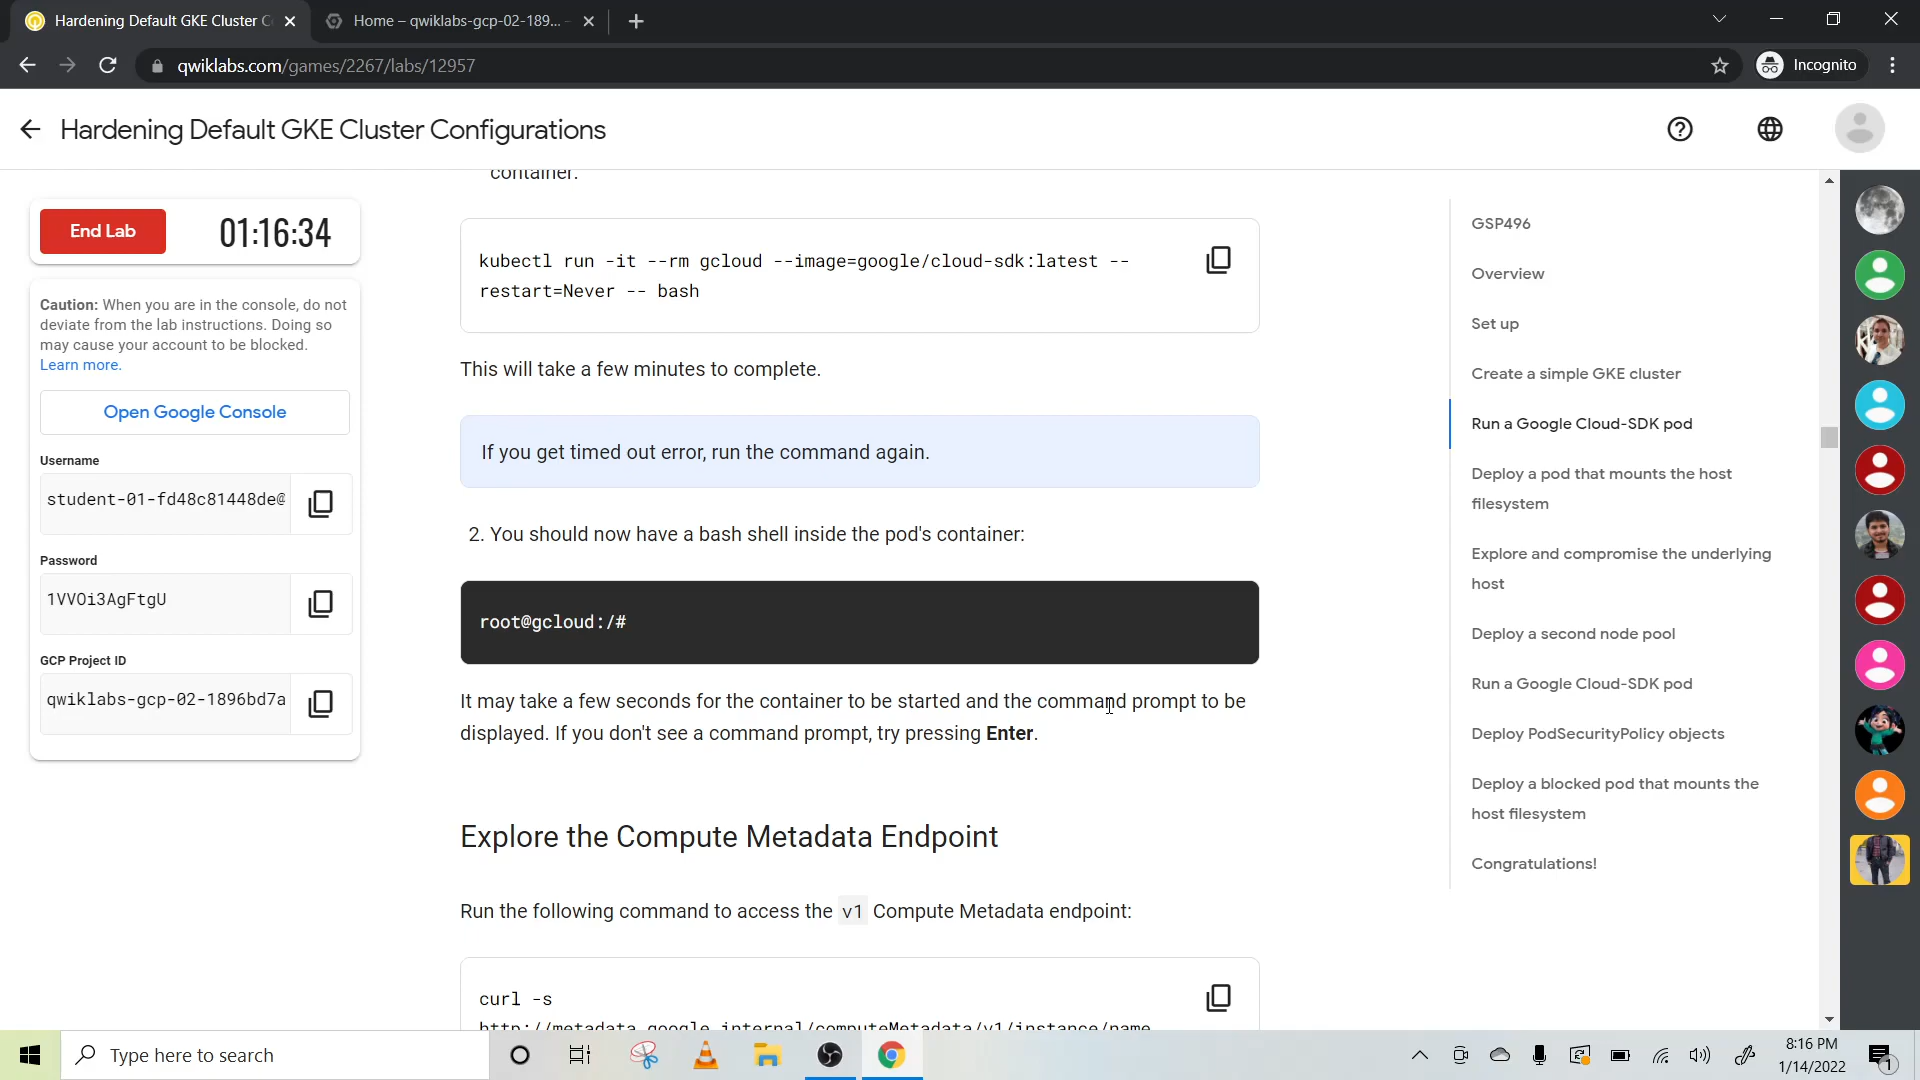 Hardening Default GKE Cluster C
Home – qwiklabs-gcp-02-189...
qwiklabs.com/games/2267/labs/12957
Incognito
Hardening Default GKE Cluster Configurations
End Lab
01:16:34
Caution: When you are in the console, do not
deviate from the lab instructions. Doing so
may cause your account to be blocked.
Learn more.
Open Google Console
Username
student-01-fd48c81448de@
Password
1VVOi3AgFtgU
GCP Project ID
qwiklabs-gcp-02-1896bd7a
container.
kubectl run -it --rm gcloud --image=google/cloud-sdk:latest --
restart=Never -- bash
This will take a few minutes to complete.
If you get timed out error, run the command again.
2. You should now have a bash shell inside the pod's container:
root@gcloud:/#
It may take a few seconds for the container to be started and the command prompt to be
displayed. If you don't see a command prompt, try pressing Enter.
Explore the Compute Metadata Endpoint
Run the following command to access the v1 Compute Metadata endpoint:
curl -s
http://metadata.google.internal/computeMetadata/v1/instance/name
GSP496
Overview
Set up
Create a simple GKE cluster
Run a Google Cloud-SDK pod
Deploy a pod that mounts the host
filesystem
Explore and compromise the underlying
host
Deploy a second node pool
Run a Google Cloud-SDK pod
Deploy PodSecurityPolicy objects
Deploy a blocked pod that mounts the
host filesystem
Congratulations!
Type here to search
8:16 PM
1/14/2022
1